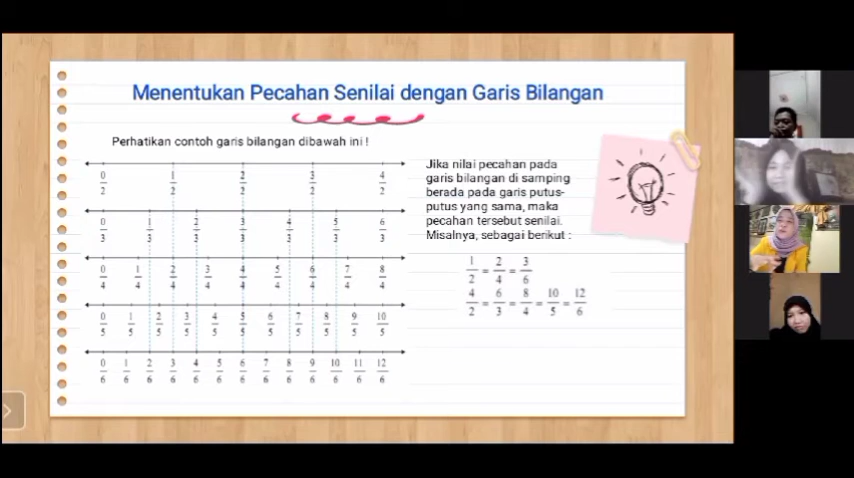 Menentukan Pecahan Senilai dengan Garis Bilangan
Perhatikan contoh garis bilangan dibawah ini !
0/2 1/2 2/2 3/2 4/2
0/3 1/3 2/3 3/3 4/3 5/3 6/3
0/4 1/4 2/4 3/4 4/4 5/4 6/4 7/4 8/4
0/5 1/5 2/5 3/5 4/5 5/5 6/5 7/5 8/5 9/5 10/5
0/6 1/6 2/6 3/6 4/6 5/6 6/6 7/6 8/6 9/6 10/6 11/6 12/6
Jika nilai pecahan pada
garis bilangan di samping
berada pada garis putus-
putus yang sama, maka
pecahan tersebut senilai.
Misalnya, sebagai berikut :
1/2 = 2/4 = 3/6
4/2 = 6/3 = 8/4 = 10/5 = 12/6